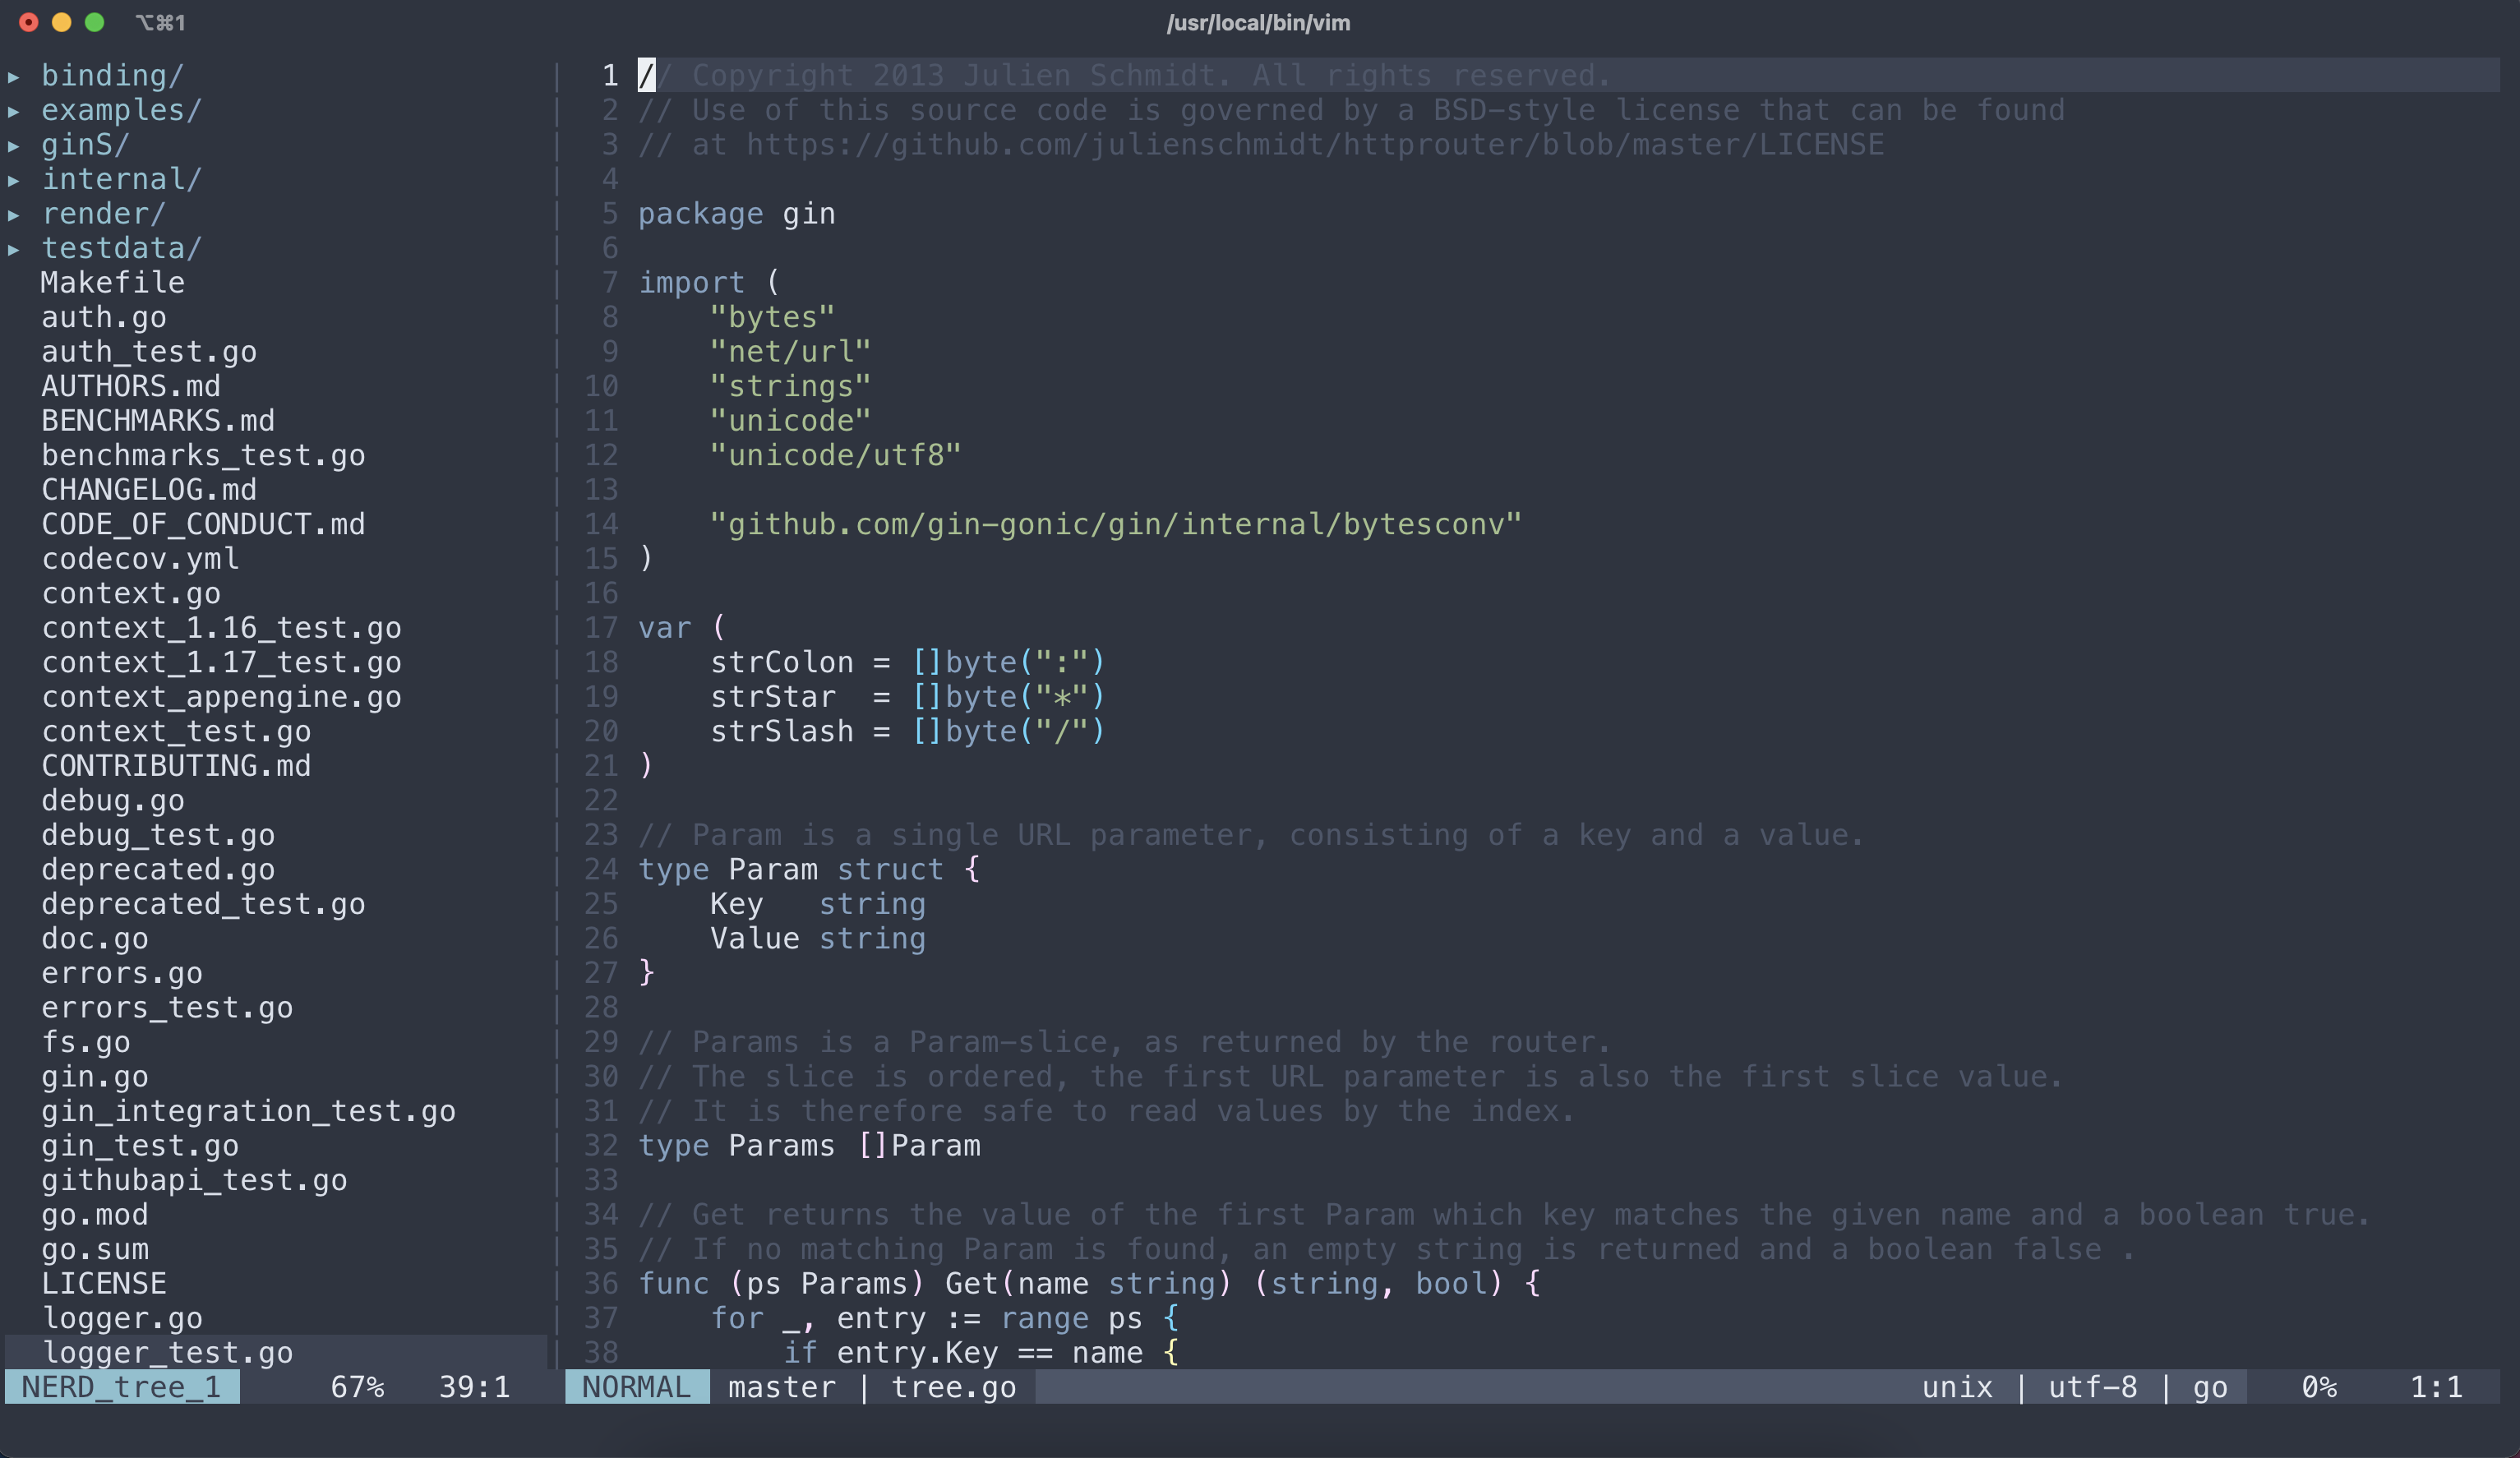 ⌥⌘1
/usr/local/bin/vim
▸ binding/
▸ examples/
▸ ginS/
▸ internal/
▸ render/
▸ testdata/
Makefile
auth.go
auth_test.go
AUTHORS.md
BENCHMARKS.md
benchmarks_test.go
CHANGELOG.md
CODE_OF_CONDUCT.md
codecov.yml
context.go
context_1.16_test.go
context_1.17_test.go
context_appengine.go
context_test.go
CONTRIBUTING.md
debug.go
debug_test.go
deprecated.go
deprecated_test.go
doc.go
errors.go
errors_test.go
fs.go
gin.go
gin_integration_test.go
gin_test.go
githubapi_test.go
go.mod
go.sum
LICENSE
logger.go
logger_test.go
NERD_tree_1 67% 39:1
1 // Copyright 2013 Julien Schmidt. All rights reserved.
2 // Use of this source code is governed by a BSD-style license that can be found
3 // at https://github.com/julienschmidt/httprouter/blob/master/LICENSE
4
5 package gin
6
7 import (
8     "bytes"
9     "net/url"
10     "strings"
11     "unicode"
12     "unicode/utf8"
13
14     "github.com/gin-gonic/gin/internal/bytesconv"
15 )
16
17 var (
18     strColon = []byte(":")
19     strStar  = []byte("*")
20     strSlash = []byte("/")
21 )
22
23 // Param is a single URL parameter, consisting of a key and a value.
24 type Param struct {
25     Key   string
26     Value string
27 }
28
29 // Params is a Param-slice, as returned by the router.
30 // The slice is ordered, the first URL parameter is also the first slice value.
31 // It is therefore safe to read values by the index.
32 type Params []Param
33
34 // Get returns the value of the first Param which key matches the given name and a boolean true.
35 // If no matching Param is found, an empty string is returned and a boolean false .
36 func (ps Params) Get(name string) (string, bool) {
37     for _, entry := range ps {
38         if entry.Key == name {
NORMAL master | tree.go unix | utf-8 | go 0% 1:1